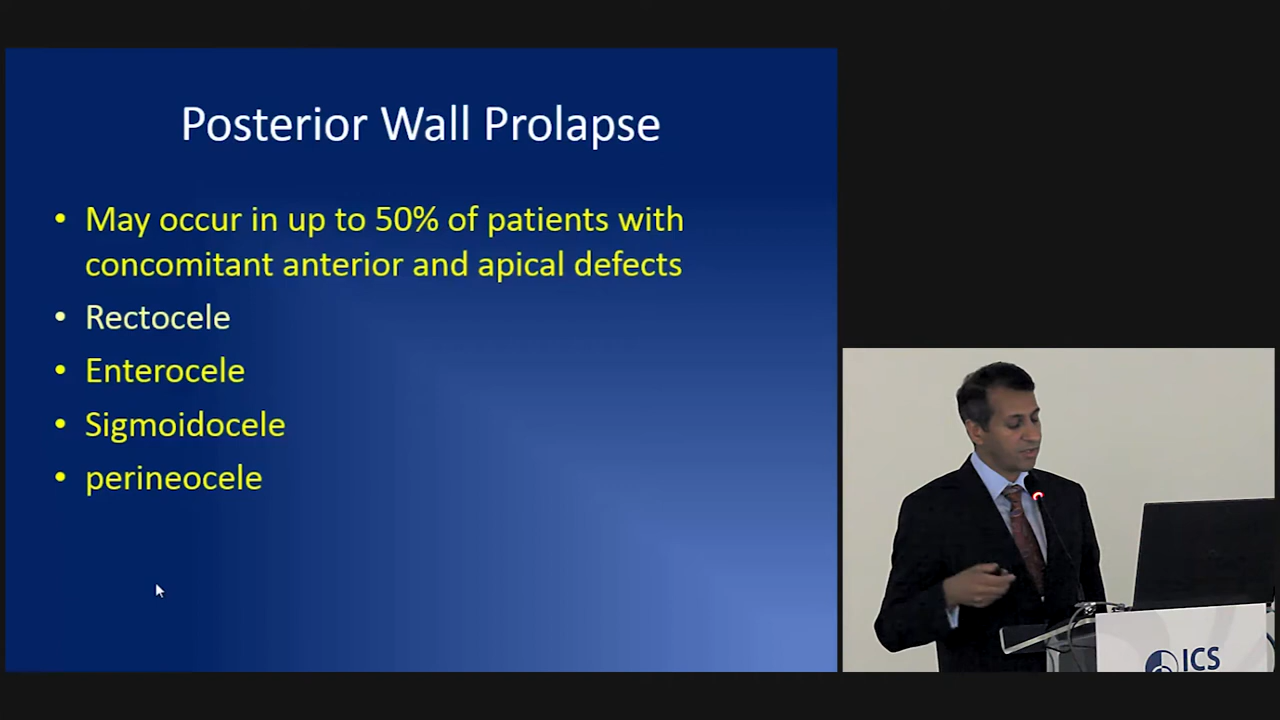 Posterior Wall Prolapse
• May occur in up to 50% of patients with
concomitant anterior and apical defects
• Rectocele
• Enterocele
• Sigmoidocele
• perineocele
ICS